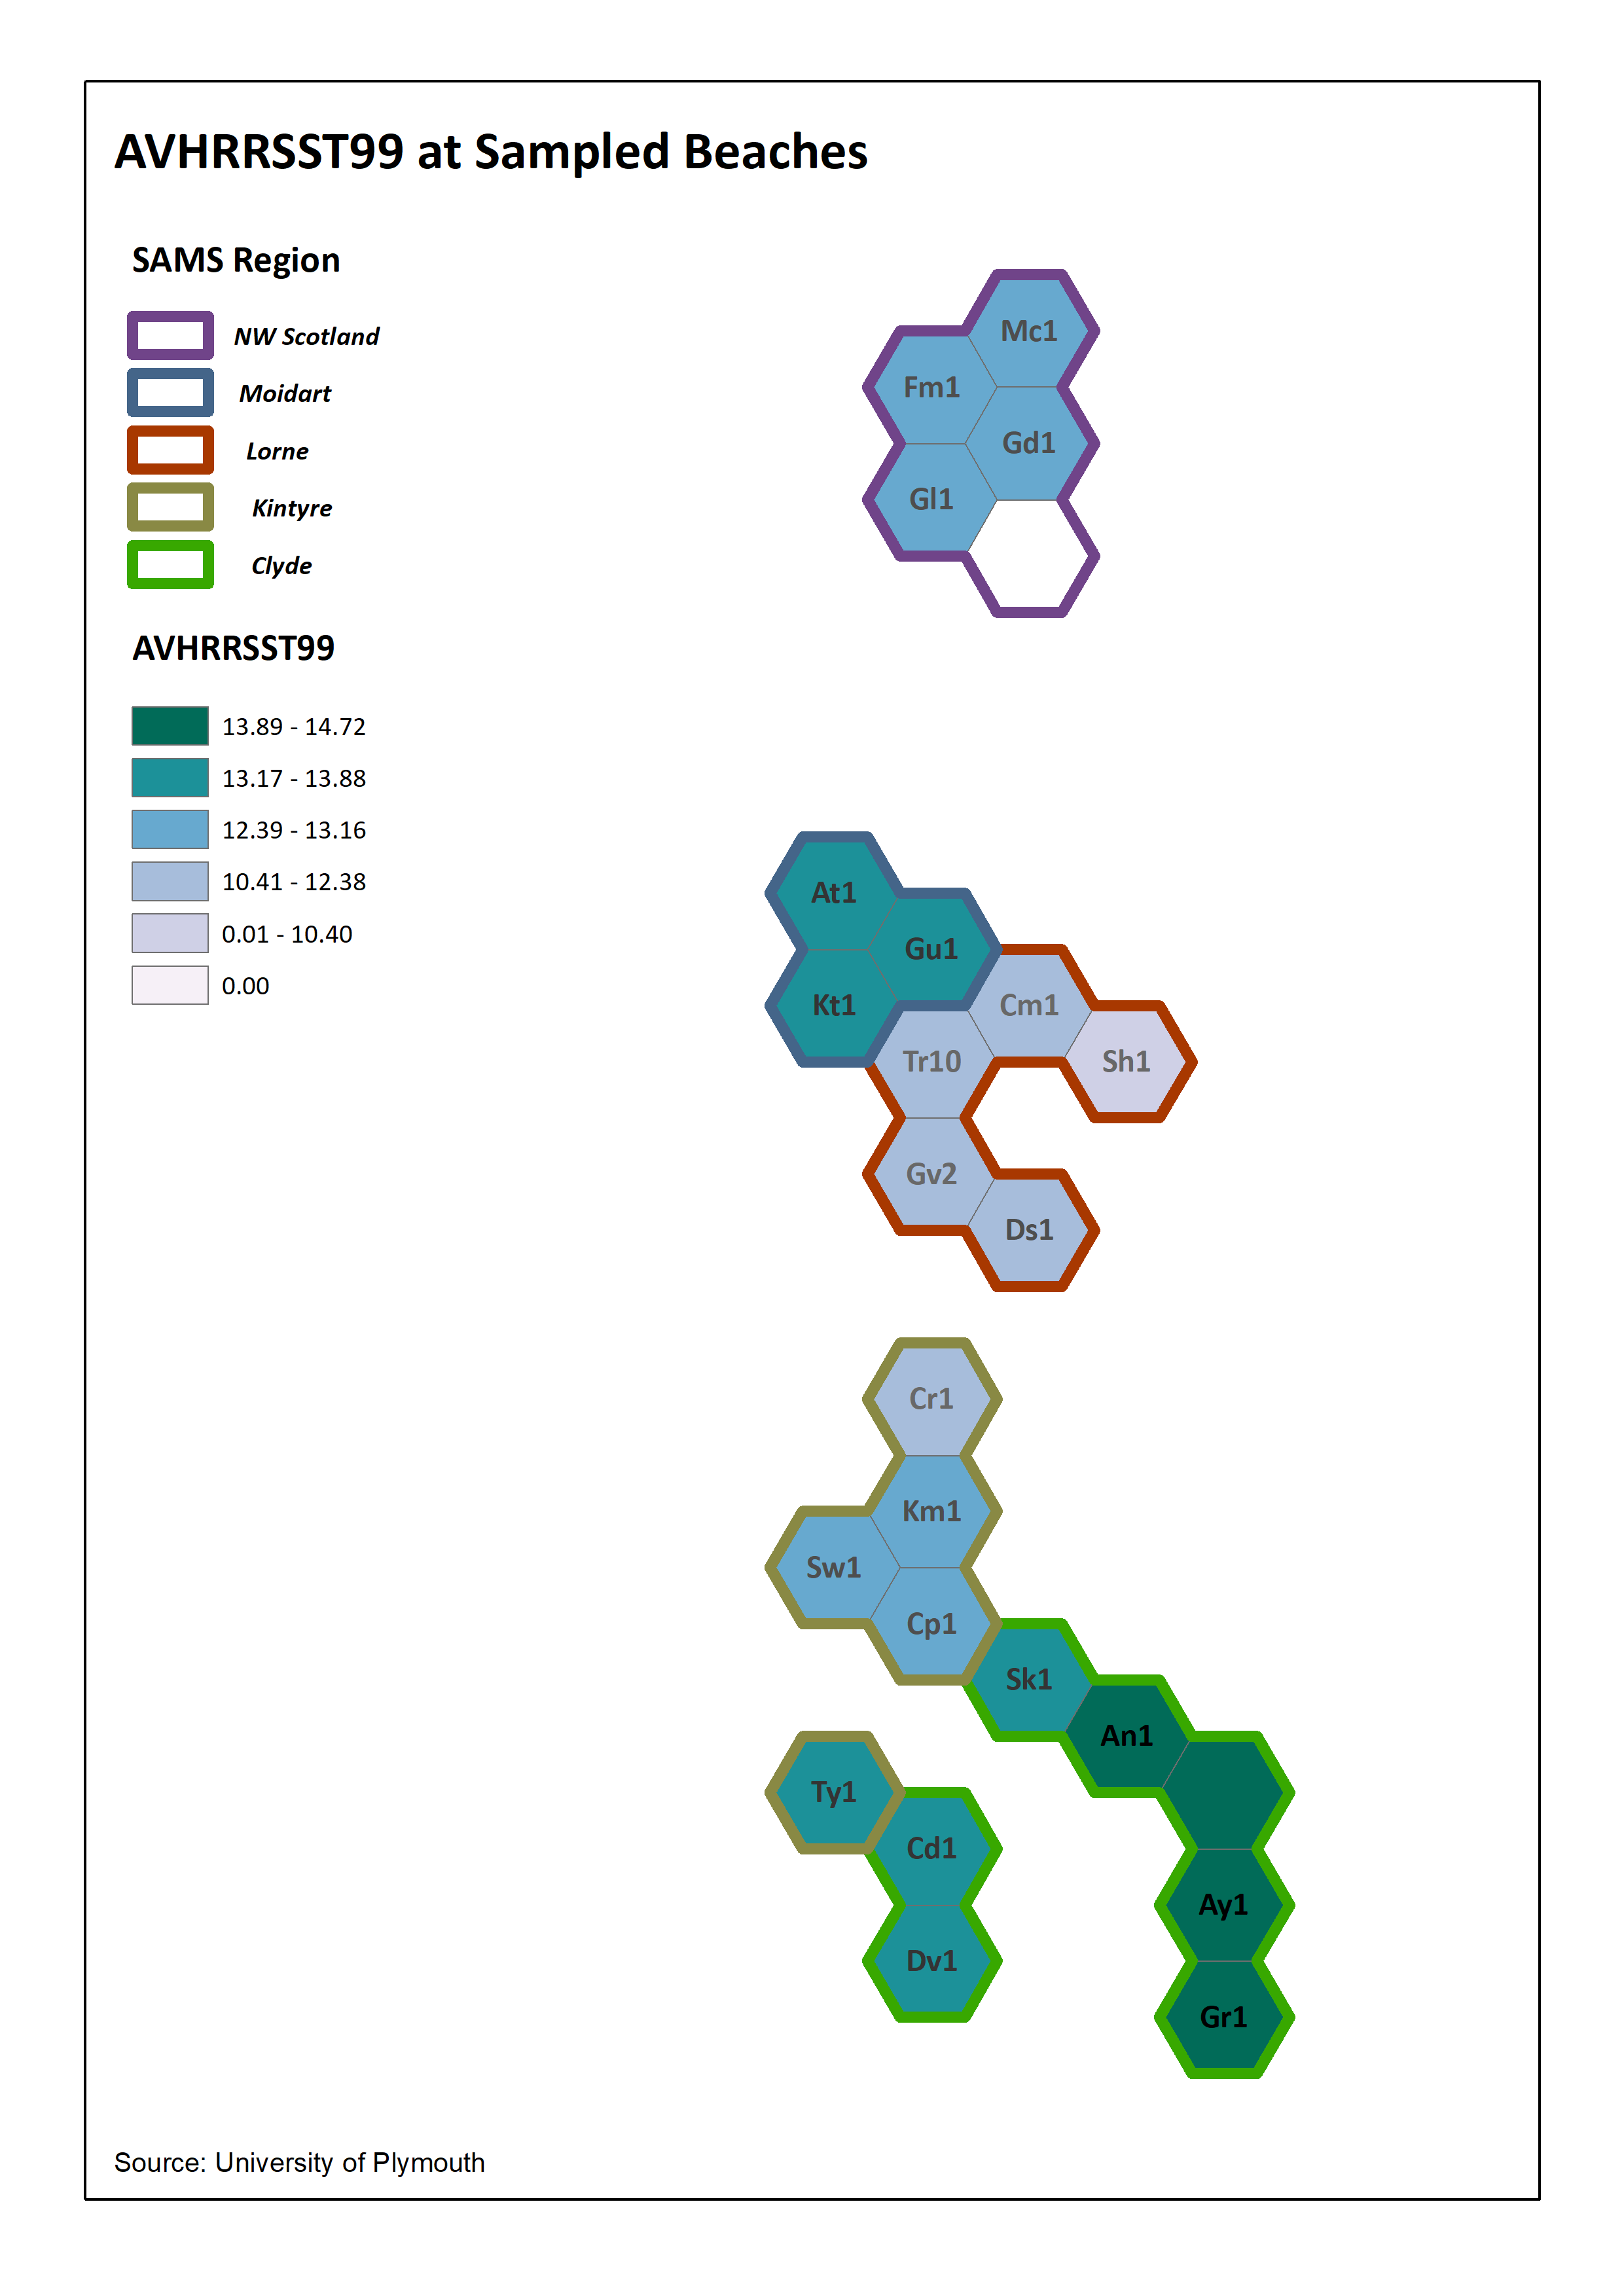 AVHRRSST99 at Sampled Beaches
SAMS Region
NW Scotland
Moidart
Lorne
Kintyre
Clyde
AVHRRSST99
13.89 - 14.72
13.17 - 13.88
12.39 - 13.16
10.41 - 12.38
0.01 - 10.40
0.00
Mc1
Fm1
Gd1
Gl1
At1
Gu1
Kt1
Cm1
Tr10
Sh1
Gv2
Ds1
Cr1
Km1
Sw1
Cp1
Sk1
An1
Ty1
Cd1
Ay1
Dv1
Gr1
Source: University of Plymouth